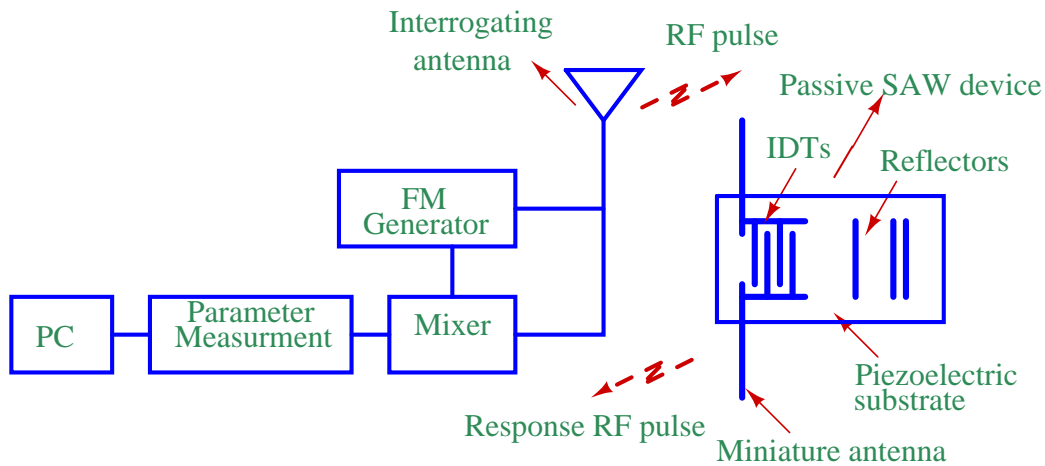 Interrogating
antenna
RF pulse
Passive SAW device
IDTs
Reflectors
FM
Generator
PC
Parameter
Measurment
Mixer
Piezoelectric
substrate
Response RF pulse
Miniature antenna